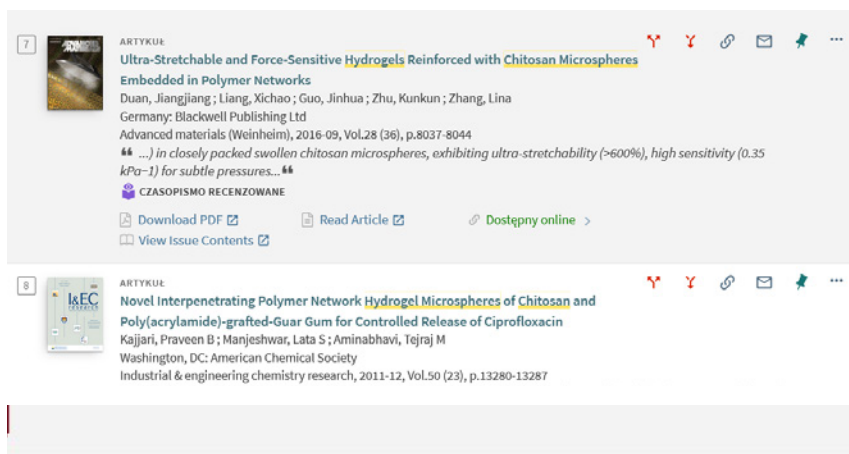 7
ARTYKUŁ
Ultra-Stretchable and Force-Sensitive Hydrogels Reinforced with Chitosan Microspheres
Embedded in Polymer Networks
Duan, Jiangjiang ; Liang, Xichao ; Guo, Jinhua ; Zhu, Kunkun ; Zhang, Lina
Germany: Blackwell Publishing Ltd
Advanced materials (Weinheim), 2016-09, Vol.28 (36), p.8037-8044
❝ ...) in closely packed swollen chitosan microspheres, exhibiting ultra-stretchability (>600%), high sensitivity (0.35
kPa−1) for subtle pressures...❝
CZASOPISMO RECENZOWANE
Download PDF Read Article Dostępny online >
View Issue Contents
8
I&EC
RESEARCH
ARTYKUŁ
Novel Interpenetrating Polymer Network Hydrogel Microspheres of Chitosan and
Poly(acrylamide)-grafted-Guar Gum for Controlled Release of Ciprofloxacin
Kajjari, Praveen B ; Manjeshwar, Lata S ; Aminabhavi, Tejraj M
Washington, DC: American Chemical Society
Industrial & engineering chemistry research, 2011-12, Vol.50 (23), p.13280-13287